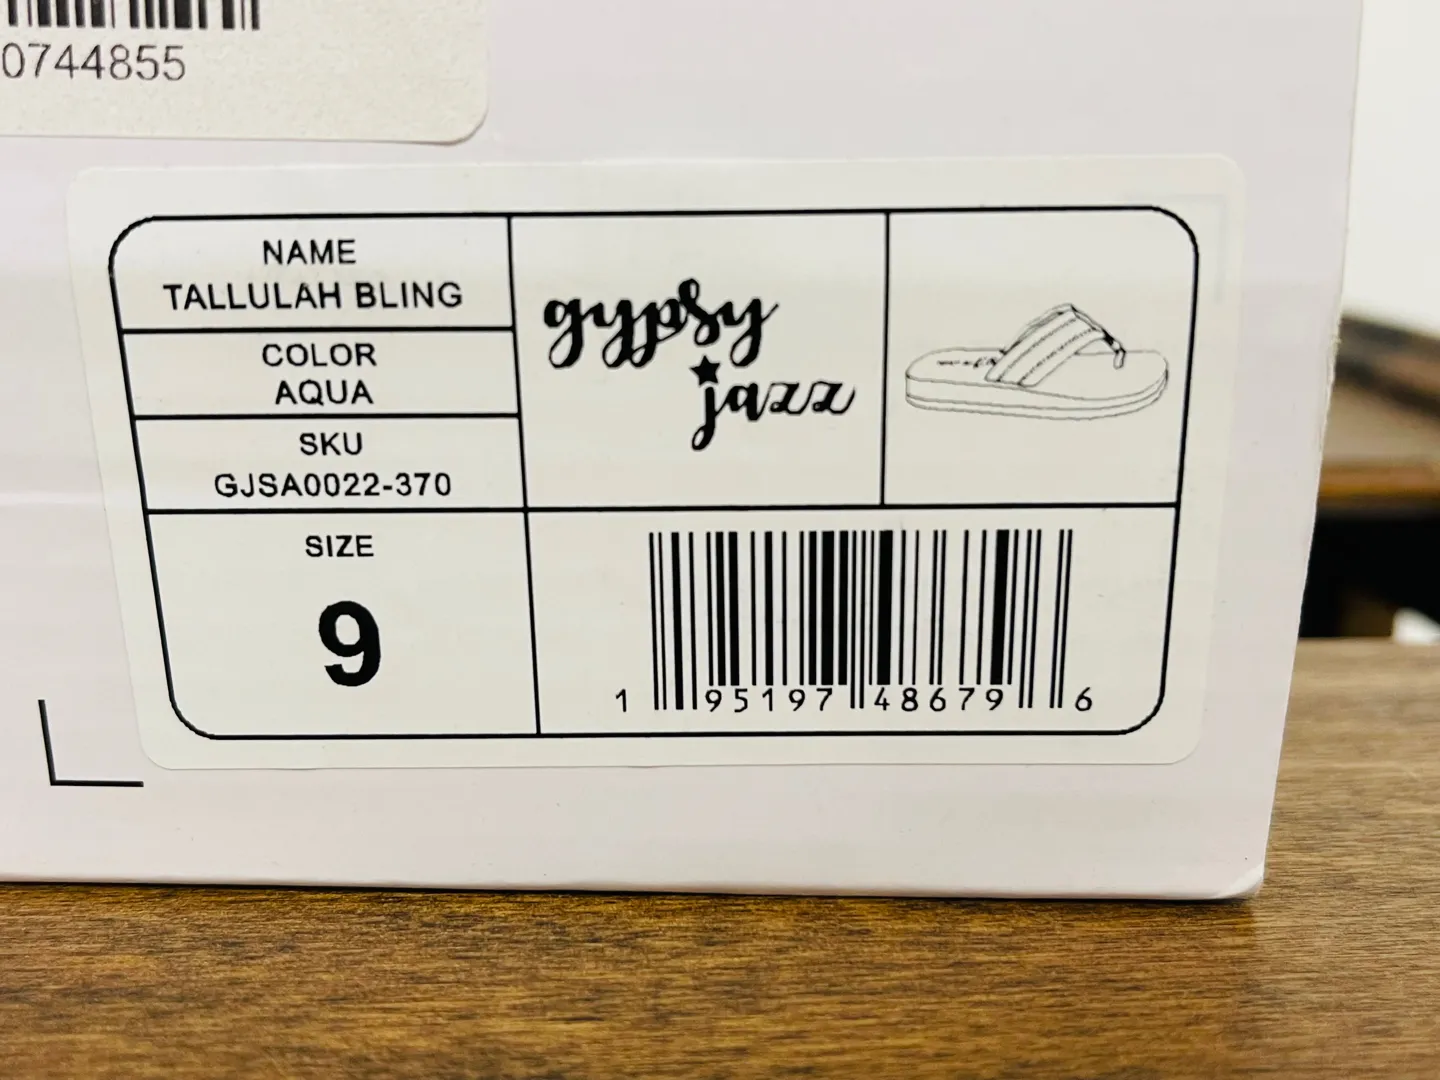 0744855
NAME
TALLULAH BLING
COLOR
AQUA
SKU
GJSA0022-370
SIZE
9
gypsy
jazz
1 95197 48679 6